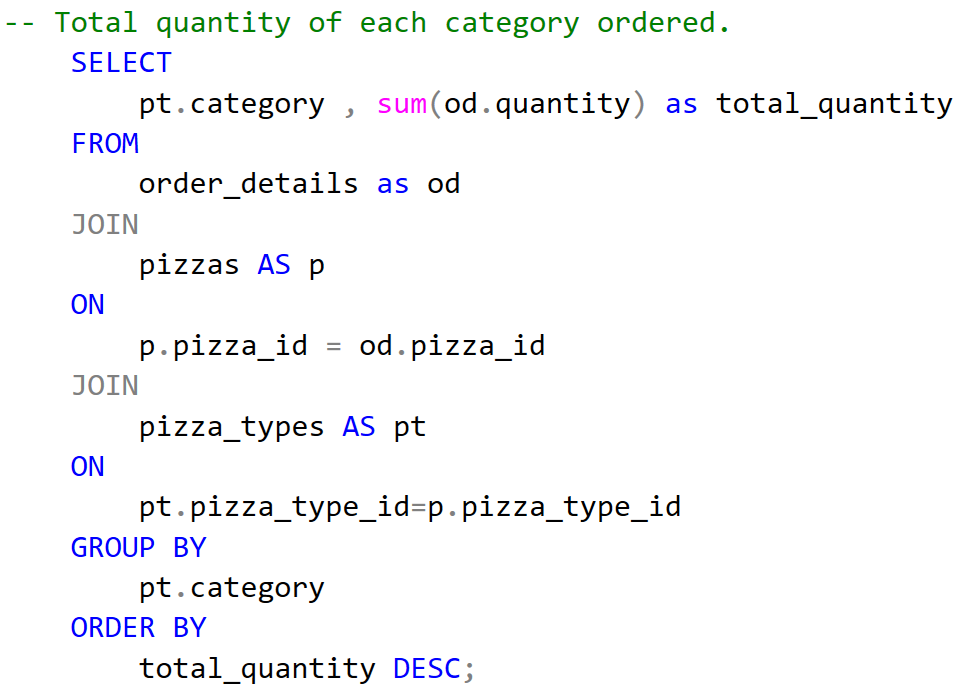 -- Total quantity of each category ordered.
SELECT
pt.category , sum(od.quantity) as total_quantity
FROM
order_details as od
JOIN
pizzas AS p
ON
p.pizza_id = od.pizza_id
JOIN
pizza_types AS pt
ON
pt.pizza_type_id=p.pizza_type_id
GROUP BY
pt.category
ORDER BY
total_quantity DESC;